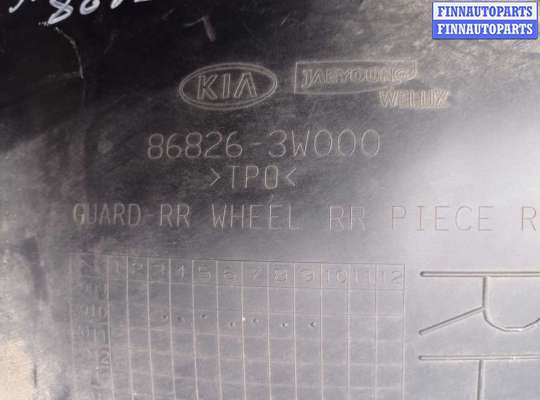 FINNAUTOPARTS
FINNAUTOPARTS
KIA JAEYOUNG
86826-3W000
>TPO<
GUARD-RR WHEEL RR PIECE R
1 2 3 4 5 6 7 8 9 10 11 12
R